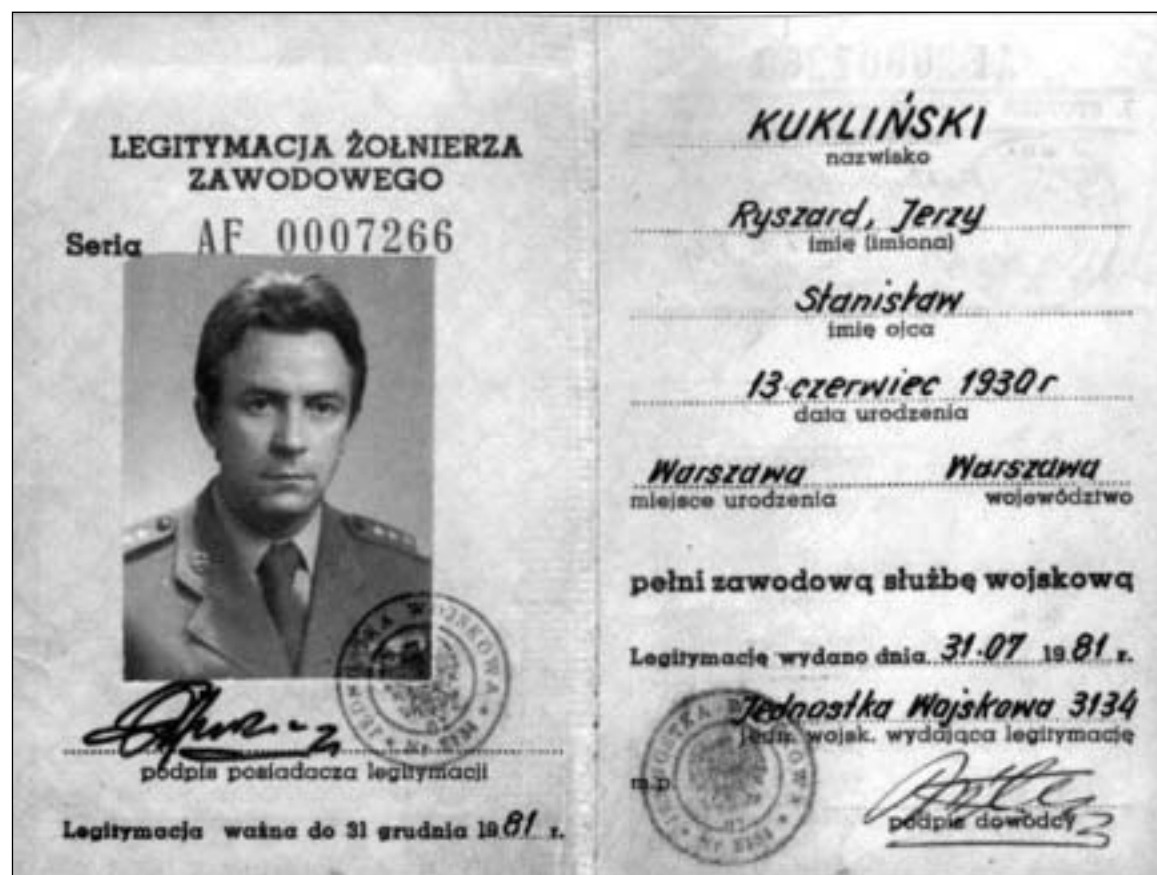 LEGITYMACJA ŻOŁNIERZA
ZAWODOWEGO
Seria AF 0007266
JEDNOSTKA WOJSKOWA
podpis posiadacza legitymacji
Legitymacja ważna do 31 grudnia 1981 r.
KUKLIŃSKI
nazwisko
Ryszard, Jerzy
imię (imiona)
Stanisław
imię ojca
13 czerwiec 1930 r
data urodzenia
Warszawa Warszawa
miejsce urodzenia województwo
pełni zawodową służbę wojskową
Legitymację wydano dnia 31.07 1981 r.
Jednostka Wojskowa 3134
jedn. wojsk. wydająca legitymację
m.p.
podpis dowódcy